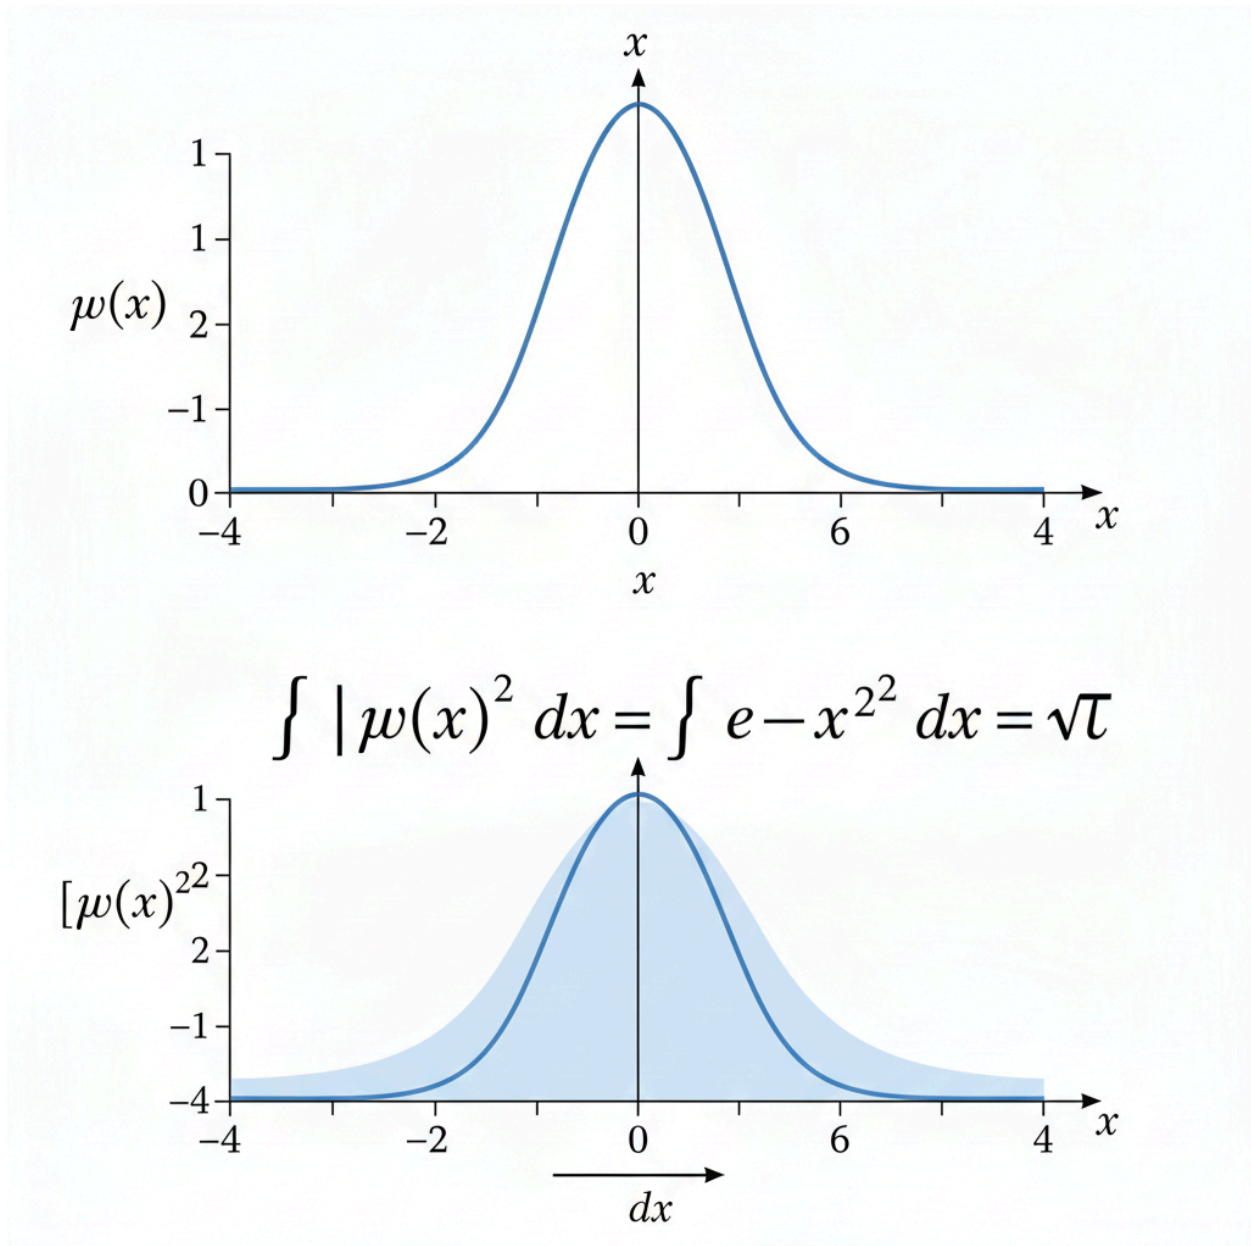 x
1
1
𝓌(x) 2
−1
0
−4 −2 0 6 4 x
x
∫ |𝓌(x)² dx = ∫ e − x²² dx = √τ
1
[𝓌(x)²2
2
−1
−4
−4 −2 0 6 4 x
dx